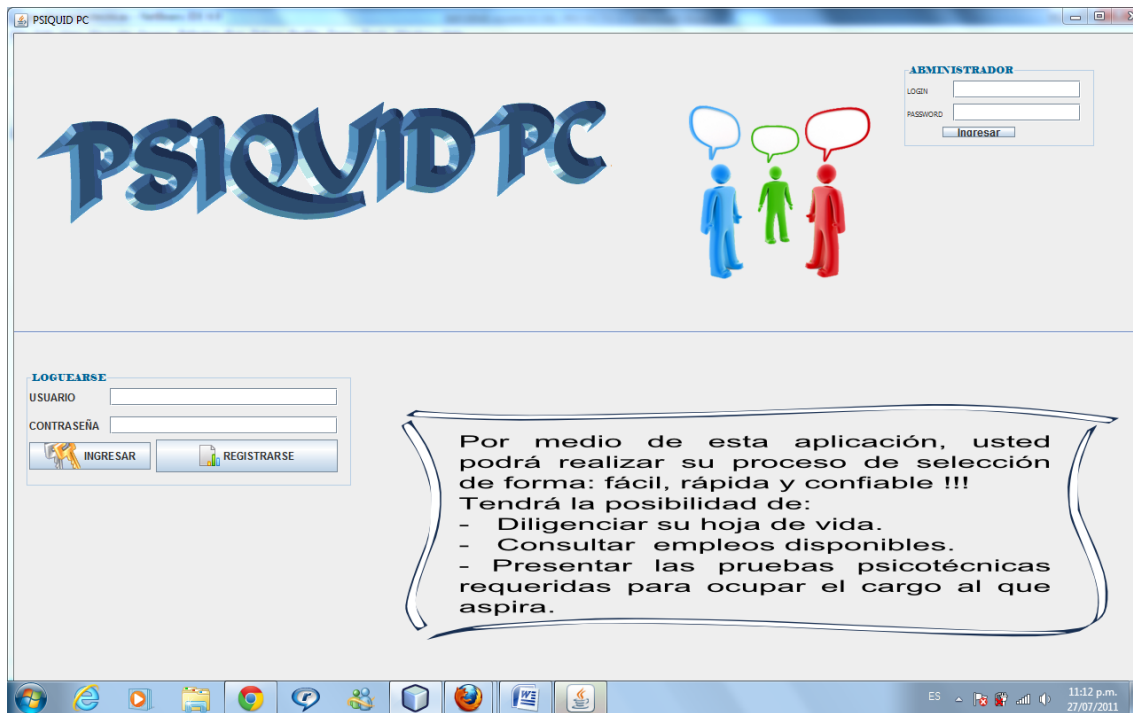 PSIQUID PC
PSIQUID PC
ABMINISTRADOR
LOGIN
PASSWORD
Ingresar
LOGUEARSE
USUARIO
CONTRASEÑA
INGRESAR
REGISTRARSE
Por medio de esta aplicación, usted
podrá realizar su proceso de selección
de forma: fácil, rápida y confiable !!!
Tendrá la posibilidad de:
- Diligenciar su hoja de vida.
- Consultar empleos disponibles.
- Presentar las pruebas psicotécnicas
requeridas para ocupar el cargo al que
aspira.
ES
11:12 p.m.
27/07/2011